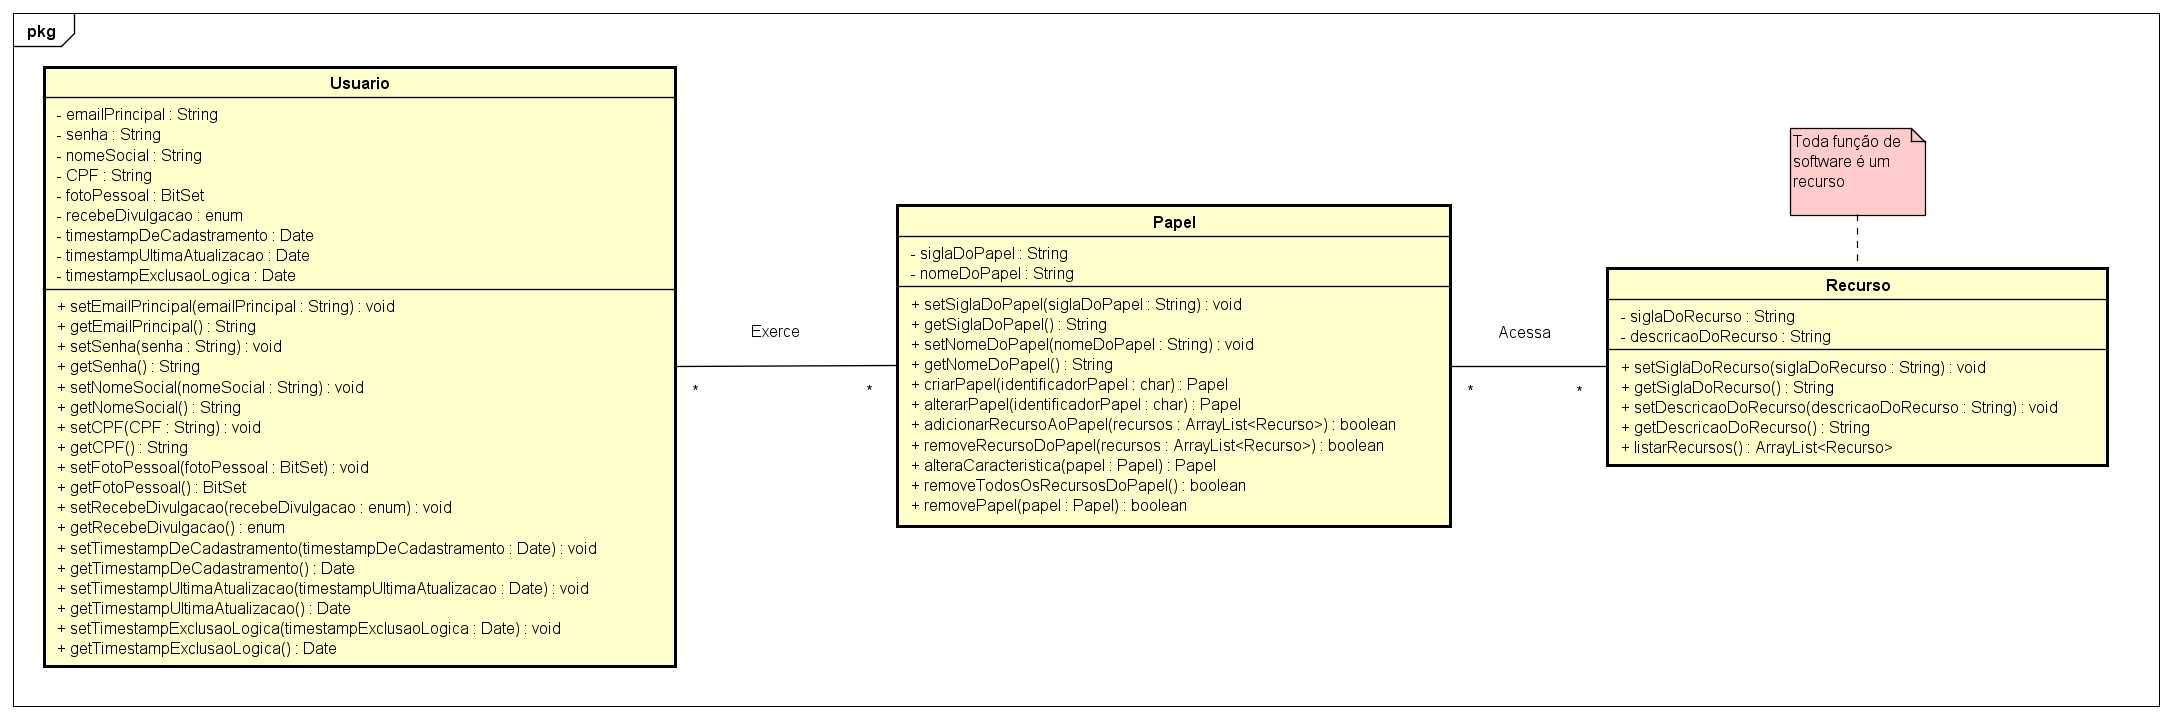 pkg
Usuario
- emailPrincipal : String
- senha : String
- nomeSocial : String
- CPF : String
- fotoPessoal : BitSet
- recebeDivulgacao : enum
- timestampDeCadastramento : Date
- timestampUltimaAtualizacao : Date
- timestampExclusaoLogica : Date
+ setEmailPrincipal(emailPrincipal : String) : void
+ getEmailPrincipal() : String
+ setSenha(senha : String) : void
+ getSenha() : String
+ setNomeSocial(nomeSocial : String) : void
+ getNomeSocial() : String
+ setCPF(CPF : String) : void
+ getCPF() : String
+ setFotoPessoal(fotoPessoal : BitSet) : void
+ getFotoPessoal() : BitSet
+ setRecebeDivulgacao(recebeDivulgacao : enum) : void
+ getRecebeDivulgacao() : enum
+ setTimestampDeCadastramento(timestampDeCadastramento : Date) : void
+ getTimestampDeCadastramento() : Date
+ setTimestampUltimaAtualizacao(timestampUltimaAtualizacao : Date) : void
+ getTimestampUltimaAtualizacao() : Date
+ setTimestampExclusaoLogica(timestampExclusaoLogica : Date) : void
+ getTimestampExclusaoLogica() : Date
Exerce
*
*
Papel
- siglaDoPapel : String
- nomeDoPapel : String
+ setSiglaDoPapel(siglaDoPapel : String) : void
+ getSiglaDoPapel() : String
+ setNomeDoPapel(nomeDoPapel : String) : void
+ getNomeDoPapel() : String
+ criarPapel(identificadorPapel : char) : Papel
+ alterarPapel(identificadorPapel : char) : Papel
+ adicionarRecursoAoPapel(recursos : ArrayList<Recurso>) : boolean
+ removeRecursoDoPapel(recursos : ArrayList<Recurso>) : boolean
+ alteraCaracteristica(papel : Papel) : Papel
+ removeTodosOsRecursosDoPapel() : boolean
+ removePapel(papel : Papel) : boolean
Acessa
*
*
Toda função de
software é um
recurso
Recurso
- siglaDoRecurso : String
- descricaoDoRecurso : String
+ setSiglaDoRecurso(siglaDoRecurso : String) : void
+ getSiglaDoRecurso() : String
+ setDescricaoDoRecurso(descricaoDoRecurso : String) : void
+ getDescricaoDoRecurso() : String
+ listarRecursos() : ArrayList<Recurso>